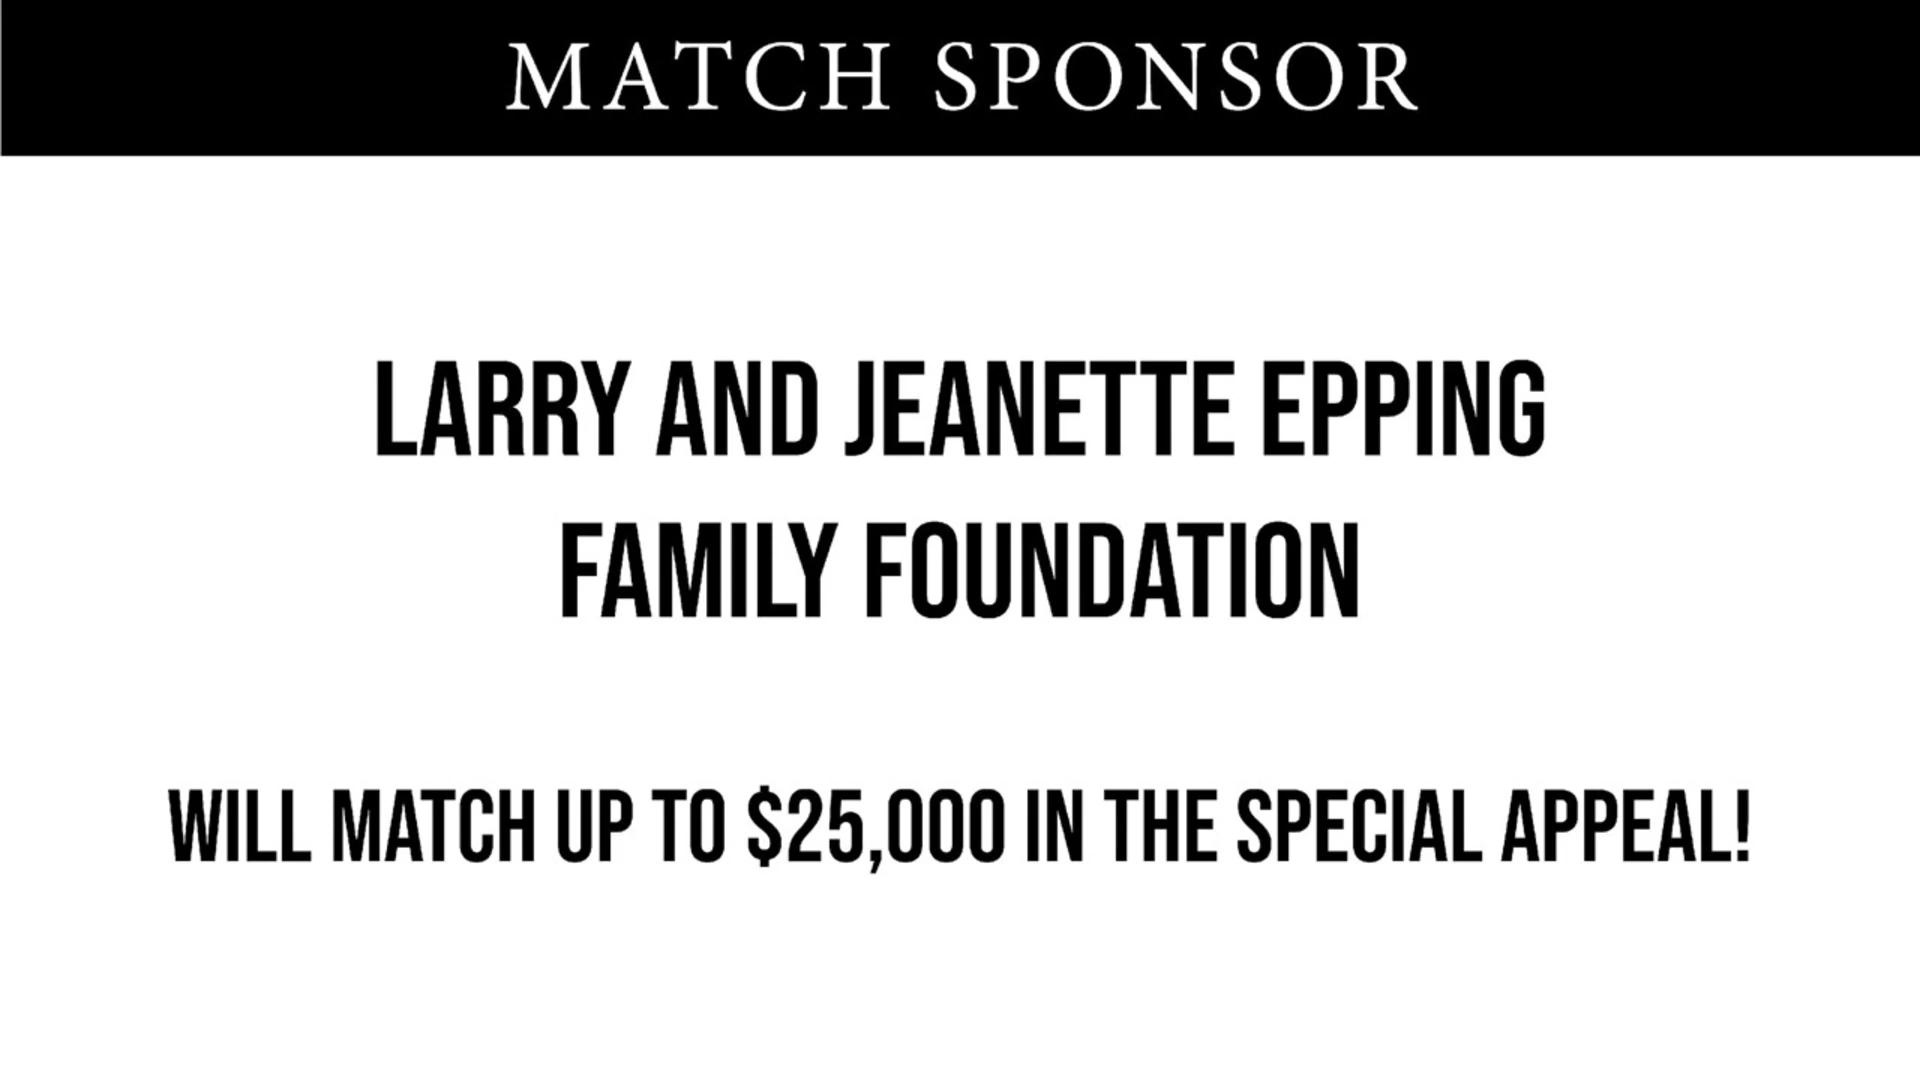 MATCH SPONSOR
LARRY AND JEANETTE EPPING
FAMILY FOUNDATION
WILL MATCH UP TO $25,000 IN THE SPECIAL APPEAL!